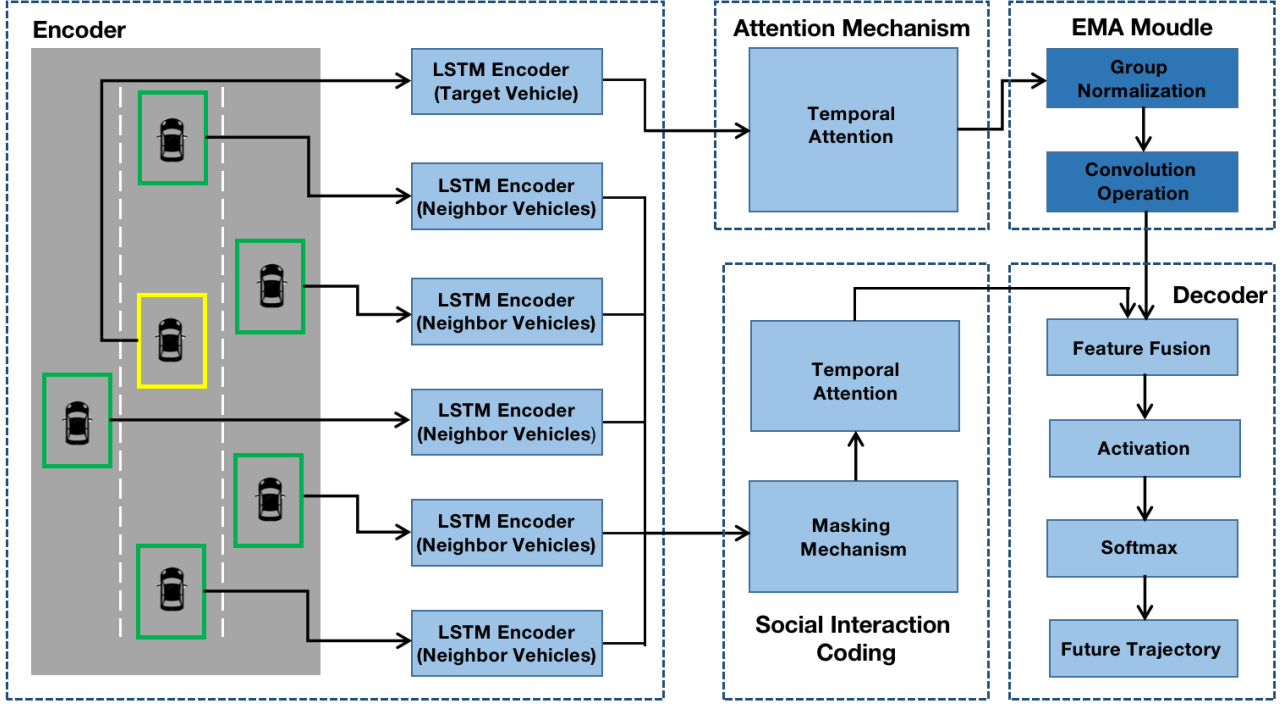 Encoder
LSTM Encoder
(Target Vehicle)
LSTM Encoder
(Neighbor Vehicles)
LSTM Encoder
(Neighbor Vehicles)
LSTM Encoder
(Neighbor Vehicles)
LSTM Encoder
(Neighbor Vehicles)
LSTM Encoder
(Neighbor Vehicles)
Attention Mechanism
Temporal
Attention
EMA Moudle
Group
Normalization
Convolution
Operation
Temporal
Attention
Masking
Mechanism
Social Interaction
Coding
Decoder
Feature Fusion
Activation
Softmax
Future Trajectory